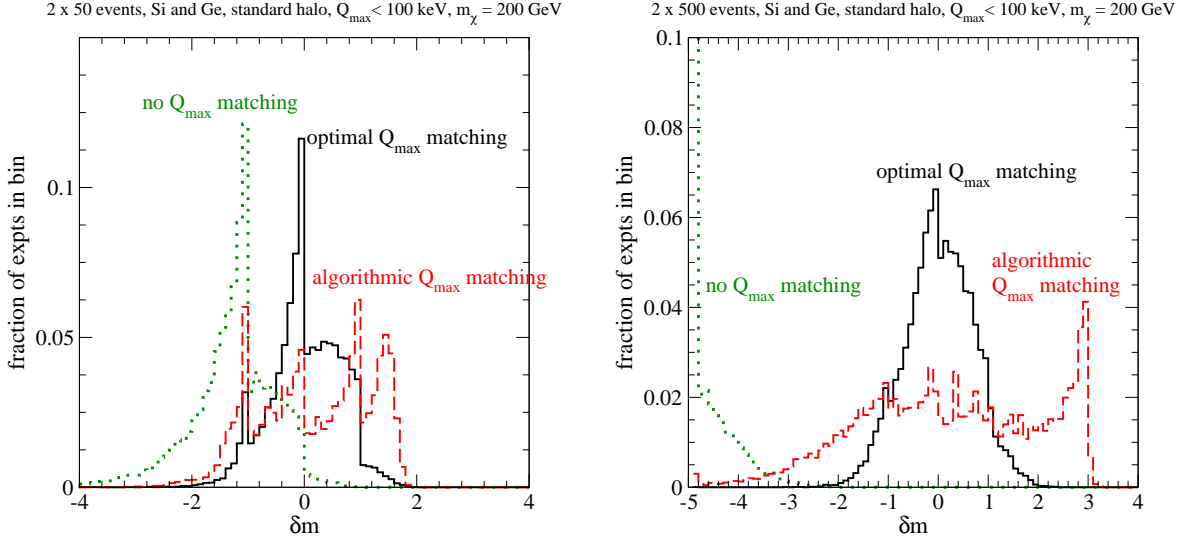 2 x 50 events, Si and Ge, standard halo, Q_max < 100 keV, m_χ = 200 GeV
fraction of expts in bin
0.1
0.05
0
no Q_max matching
optimal Q_max matching
algorithmic Q_max matching
-4 -2 0 2 4
δm
2 x 500 events, Si and Ge, standard halo, Q_max < 100 keV, m_χ = 200 GeV
fraction of expts in bin
0.1
0.08
0.06
0.04
0.02
0
optimal Q_max matching
no Q_max matching
algorithmic
Q_max matching
-5 -4 -3 -2 -1 0 1 2 3 4
δm